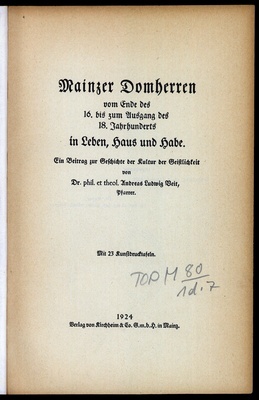 Mainzer Domherren
vom Ende des
16. bis zum Ausgang des
18. Jahrhunderts
in Leben, Haus und Habe.
Ein Beitrag zur Geschichte der Kultur der Geistlichkeit
von
Dr. phil. et theol. Andreas Ludwig Veit,
Pfarrer.
Mit 23 Kunstdrucktafeln.
TOP M 80
1d.7
1924
Verlag von Kirchheim & Co. G.m.b.H. in Mainz.